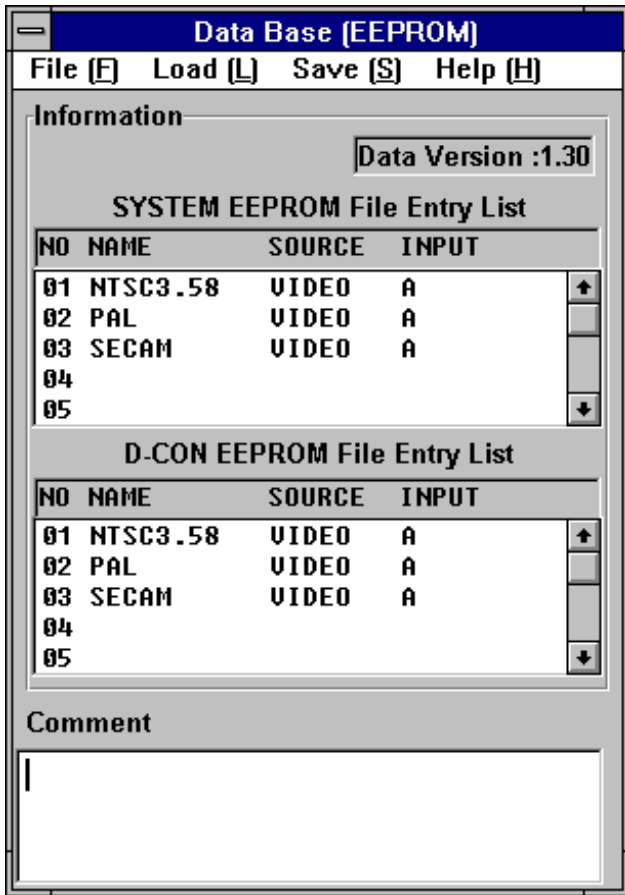 Data Base (EEPROM)
File (F) Load (L) Save (S) Help (H)
Information
Data Version :1.30
SYSTEM EEPROM File Entry List
NO NAME SOURCE INPUT
01 NTSC3.58 VIDEO A
02 PAL VIDEO A
03 SECAM VIDEO A
04
05
D-CON EEPROM File Entry List
NO NAME SOURCE INPUT
01 NTSC3.58 VIDEO A
02 PAL VIDEO A
03 SECAM VIDEO A
04
05
Comment